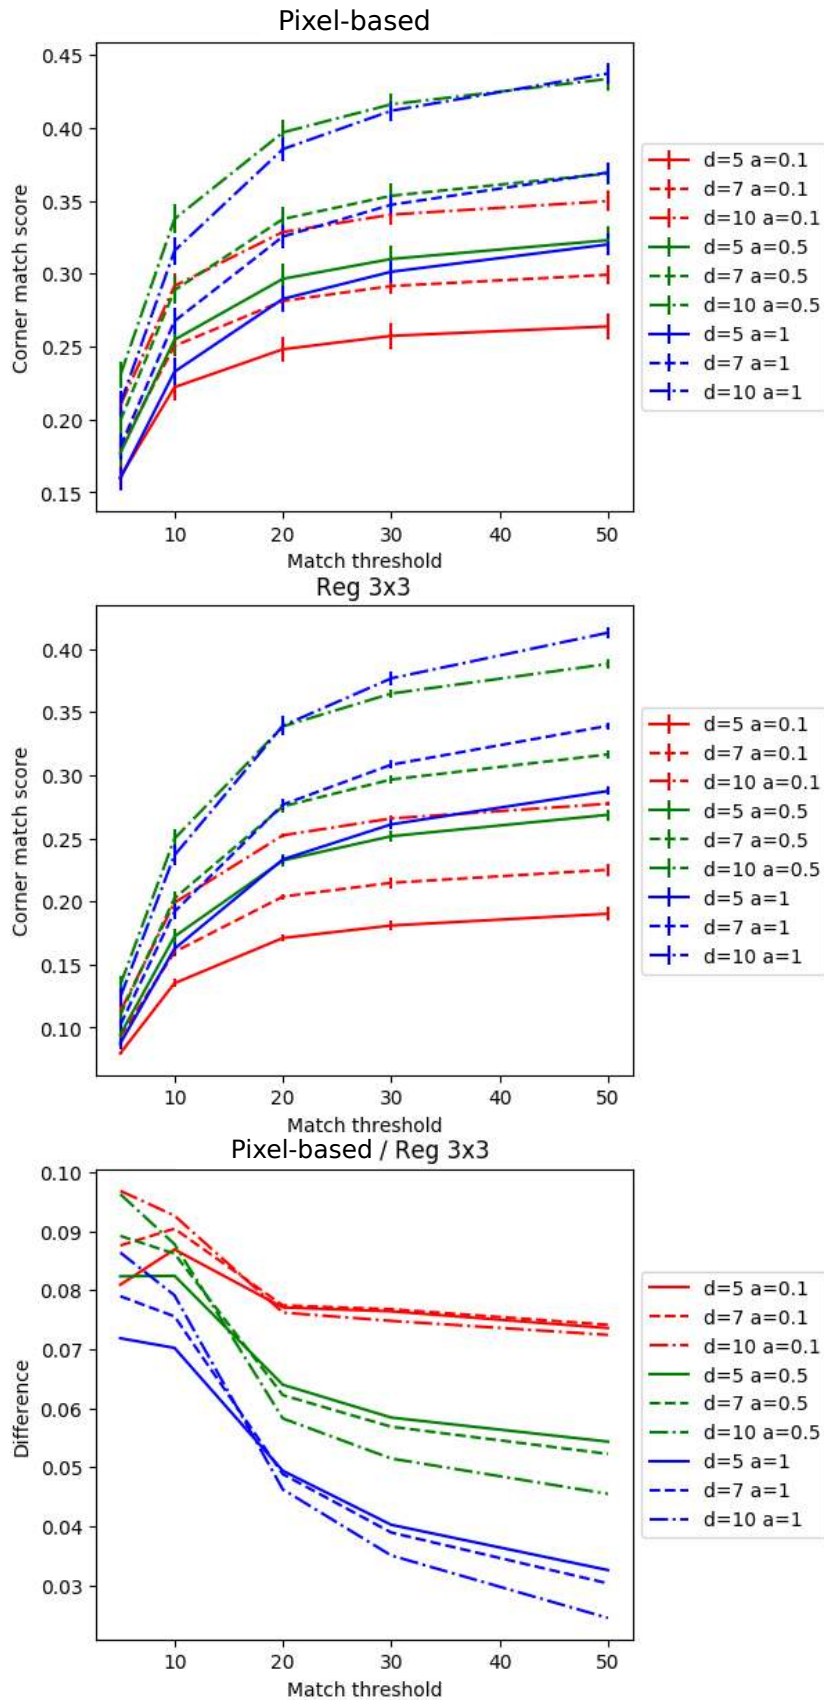 Pixel-based
0.45
0.40
0.35
0.30
0.25
0.20
0.15
Corner match score
10 20 30 40 50
Match threshold
d=5 a=0.1
d=7 a=0.1
d=10 a=0.1
d=5 a=0.5
d=7 a=0.5
d=10 a=0.5
d=5 a=1
d=7 a=1
d=10 a=1
Reg 3x3
0.40
0.35
0.30
0.25
0.20
0.15
0.10
Corner match score
10 20 30 40 50
Match threshold
d=5 a=0.1
d=7 a=0.1
d=10 a=0.1
d=5 a=0.5
d=7 a=0.5
d=10 a=0.5
d=5 a=1
d=7 a=1
d=10 a=1
Pixel-based / Reg 3x3
0.10
0.09
0.08
0.07
0.06
0.05
0.04
0.03
Difference
10 20 30 40 50
Match threshold
d=5 a=0.1
d=7 a=0.1
d=10 a=0.1
d=5 a=0.5
d=7 a=0.5
d=10 a=0.5
d=5 a=1
d=7 a=1
d=10 a=1